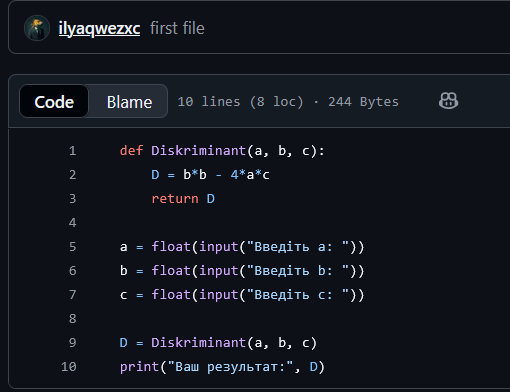 ilyaqwezxc first file
Code Blame 10 lines (8 loc) · 244 Bytes
1 def Diskriminant(a, b, c):
2     D = b*b - 4*a*c
3     return D
4
5 a = float(input("Введіть a: "))
6 b = float(input("Введіть b: "))
7 c = float(input("Введіть c: "))
8
9 D = Diskriminant(a, b, c)
10 print("Ваш результат:", D)